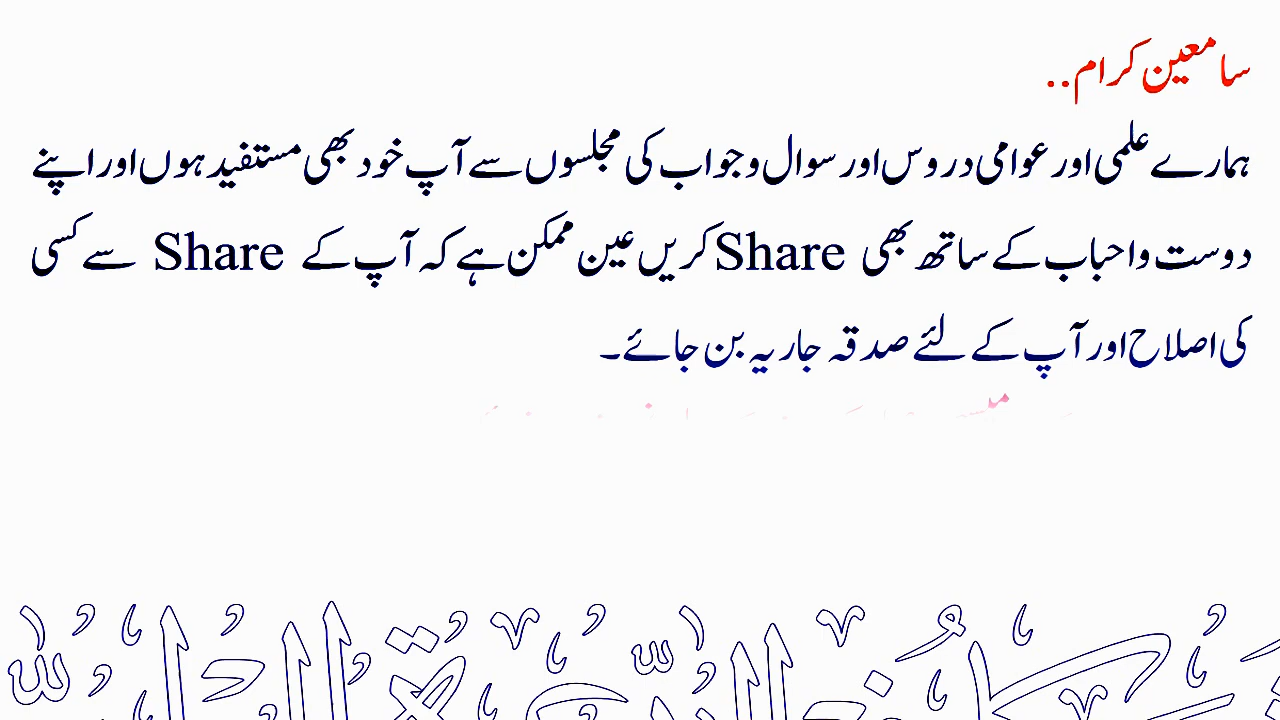 سامعین کرام..
ہمارے علمی اور عوامی دروس اور سوال و جواب کی مجلسوں سے آپ خود بھی مستفید ہوں اور اپنے
دوست و احباب کے ساتھ بھی Share کریں عین ممکن ہے کہ آپ کے Share سے کسی
کی اصلاح اور آپ کے لئے صدقہ جاریہ بن جائے۔